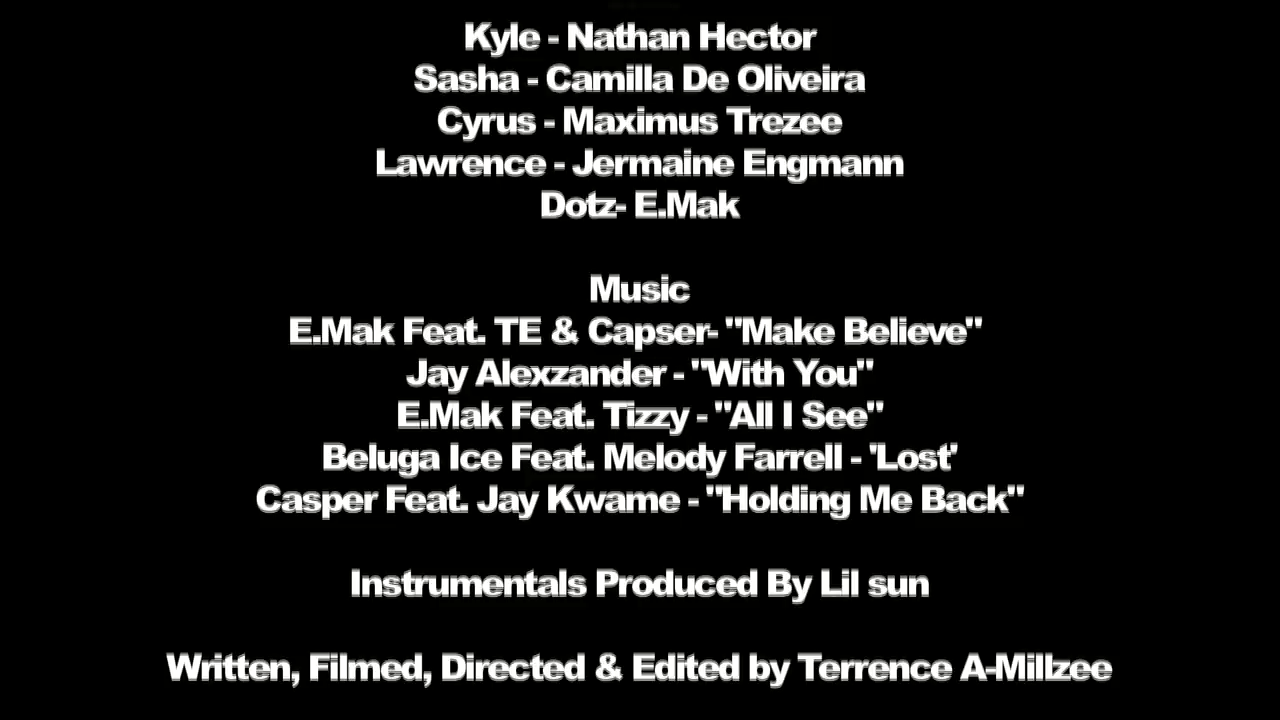 Kyle - Nathan Hector
Sasha - Camilla De Oliveira
Cyrus - Maximus Trezee
Lawrence - Jermaine Engmann
Dotz- E.Mak
Music
E.Mak Feat. TE & Capser- "Make Believe"
Jay Alexzander - "With You"
E.Mak Feat. Tizzy - "All I See"
Beluga Ice Feat. Melody Farrell - 'Lost'
Casper Feat. Jay Kwame - "Holding Me Back"
Instrumentals Produced By Lil sun
Written, Filmed, Directed & Edited by Terrence A-Millzee